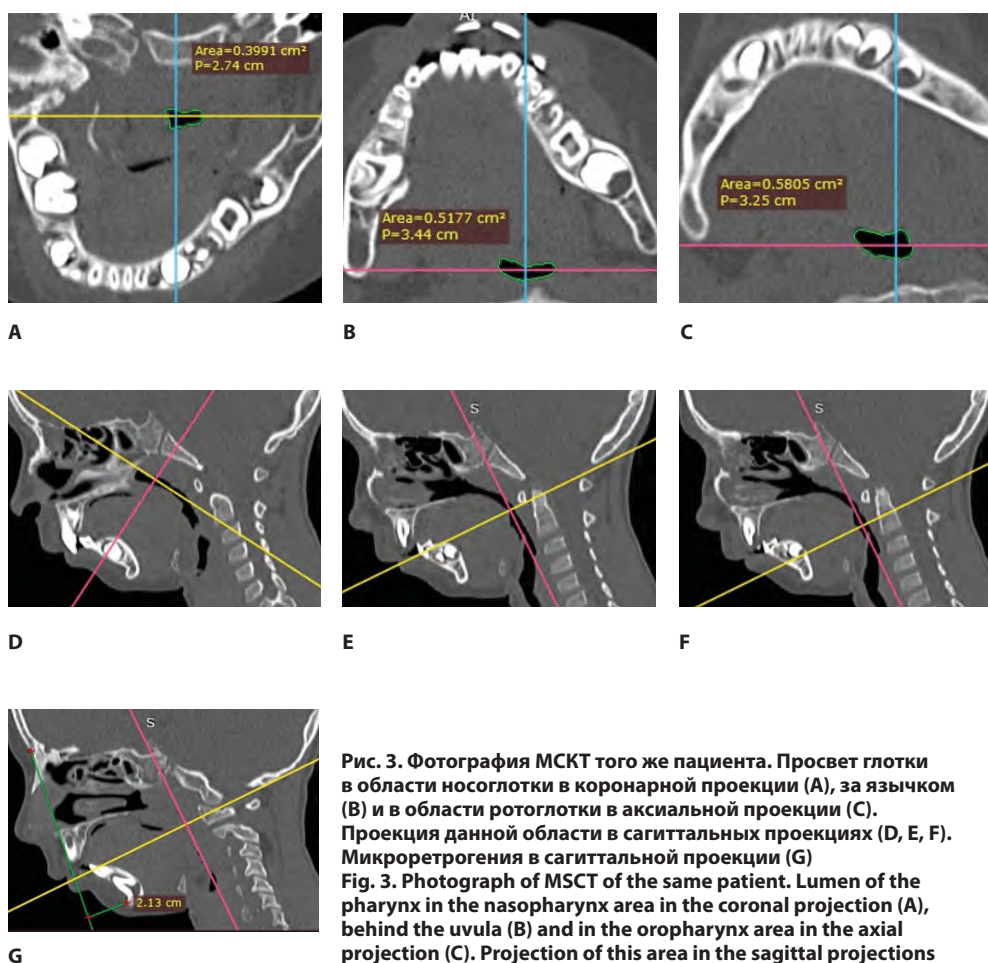 A1
Area=0.3991 cm²
P=2.74 cm
Area=0.5177 cm²
P=3.44 cm
Area=0.5805 cm²
P=3.25 cm
A
B
C
S
S
D
E
F
S
2.13 cm
G
Рис. 3. Фотография МСКТ того же пациента. Просвет глотки
в области носоглотки в коронарной проекции (A), за язычком
(B) и в области ротоглотки в аксиальной проекции (C).
Проекция данной области в сагиттальных проекциях (D, E, F).
Микроретрогения в сагиттальной проекции (G)
Fig. 3. Photograph of MSCT of the same patient. Lumen of the
pharynx in the nasopharynx area in the coronal projection (A),
behind the uvula (B) and in the oropharynx area in the axial
projection (C). Projection of this area in the sagittal projections